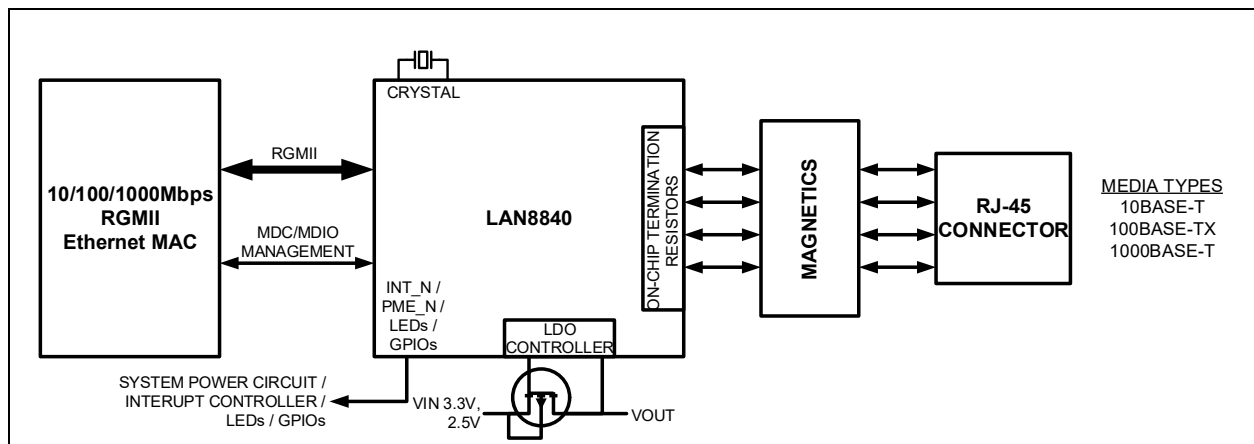 CRYSTAL
RGMII
10/100/1000Mbps
RGMII
Ethernet MAC
MDC/MDIO
MANAGEMENT
LAN8840
INT_N /
PME_N /
LEDs /
GPIOs
ON-CHIP TERMINATION
RESISTORS
LDO
CONTROLLER
MAGNETICS
RJ-45
CONNECTOR
MEDIA TYPES
10BASE-T
100BASE-TX
1000BASE-T
SYSTEM POWER CIRCUIT /
INTERUPT CONTROLLER /
LEDs / GPIOs
VIN 3.3V,
2.5V
VOUT